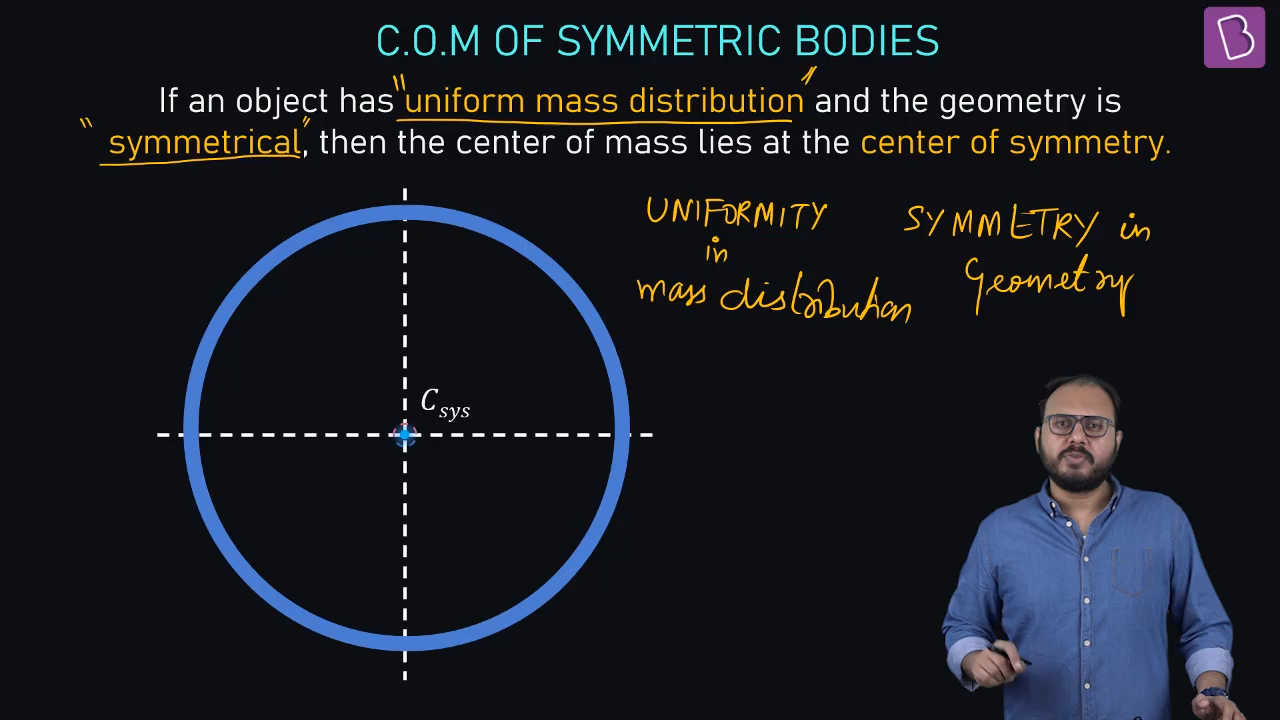 C.O.M OF SYMMETRIC BODIES
B
If an object has "uniform mass distribution" and the geometry is
"symmetrical", then the center of mass lies at the center of symmetry.
UNIFORMITY
in
mass distribution
SYMMETRY in
Geometry
C_sys